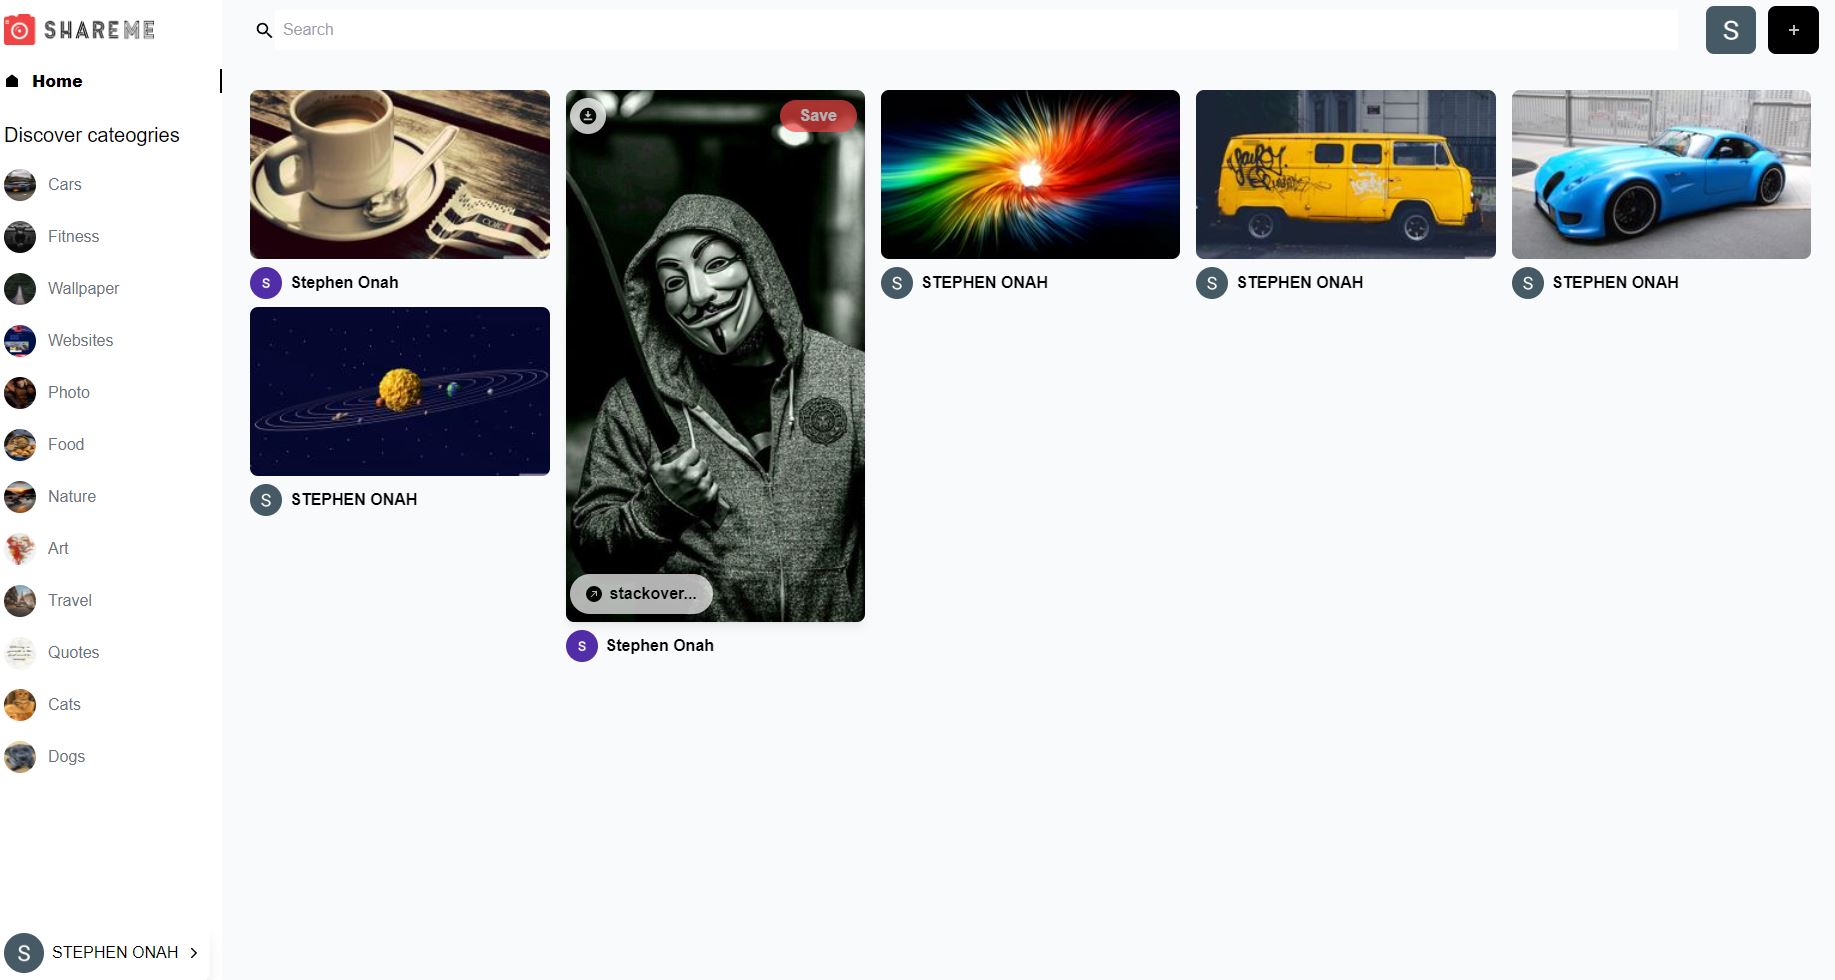 SHAREME
Search
S
+
Home
Discover cateogries
Cars
Fitness
Wallpaper
Websites
Photo
Food
Nature
Art
Travel
Quotes
Cats
Dogs
S STEPHEN ONAH
S Stephen Onah
S STEPHEN ONAH
Save
stackover...
S Stephen Onah
S STEPHEN ONAH
S STEPHEN ONAH
S STEPHEN ONAH